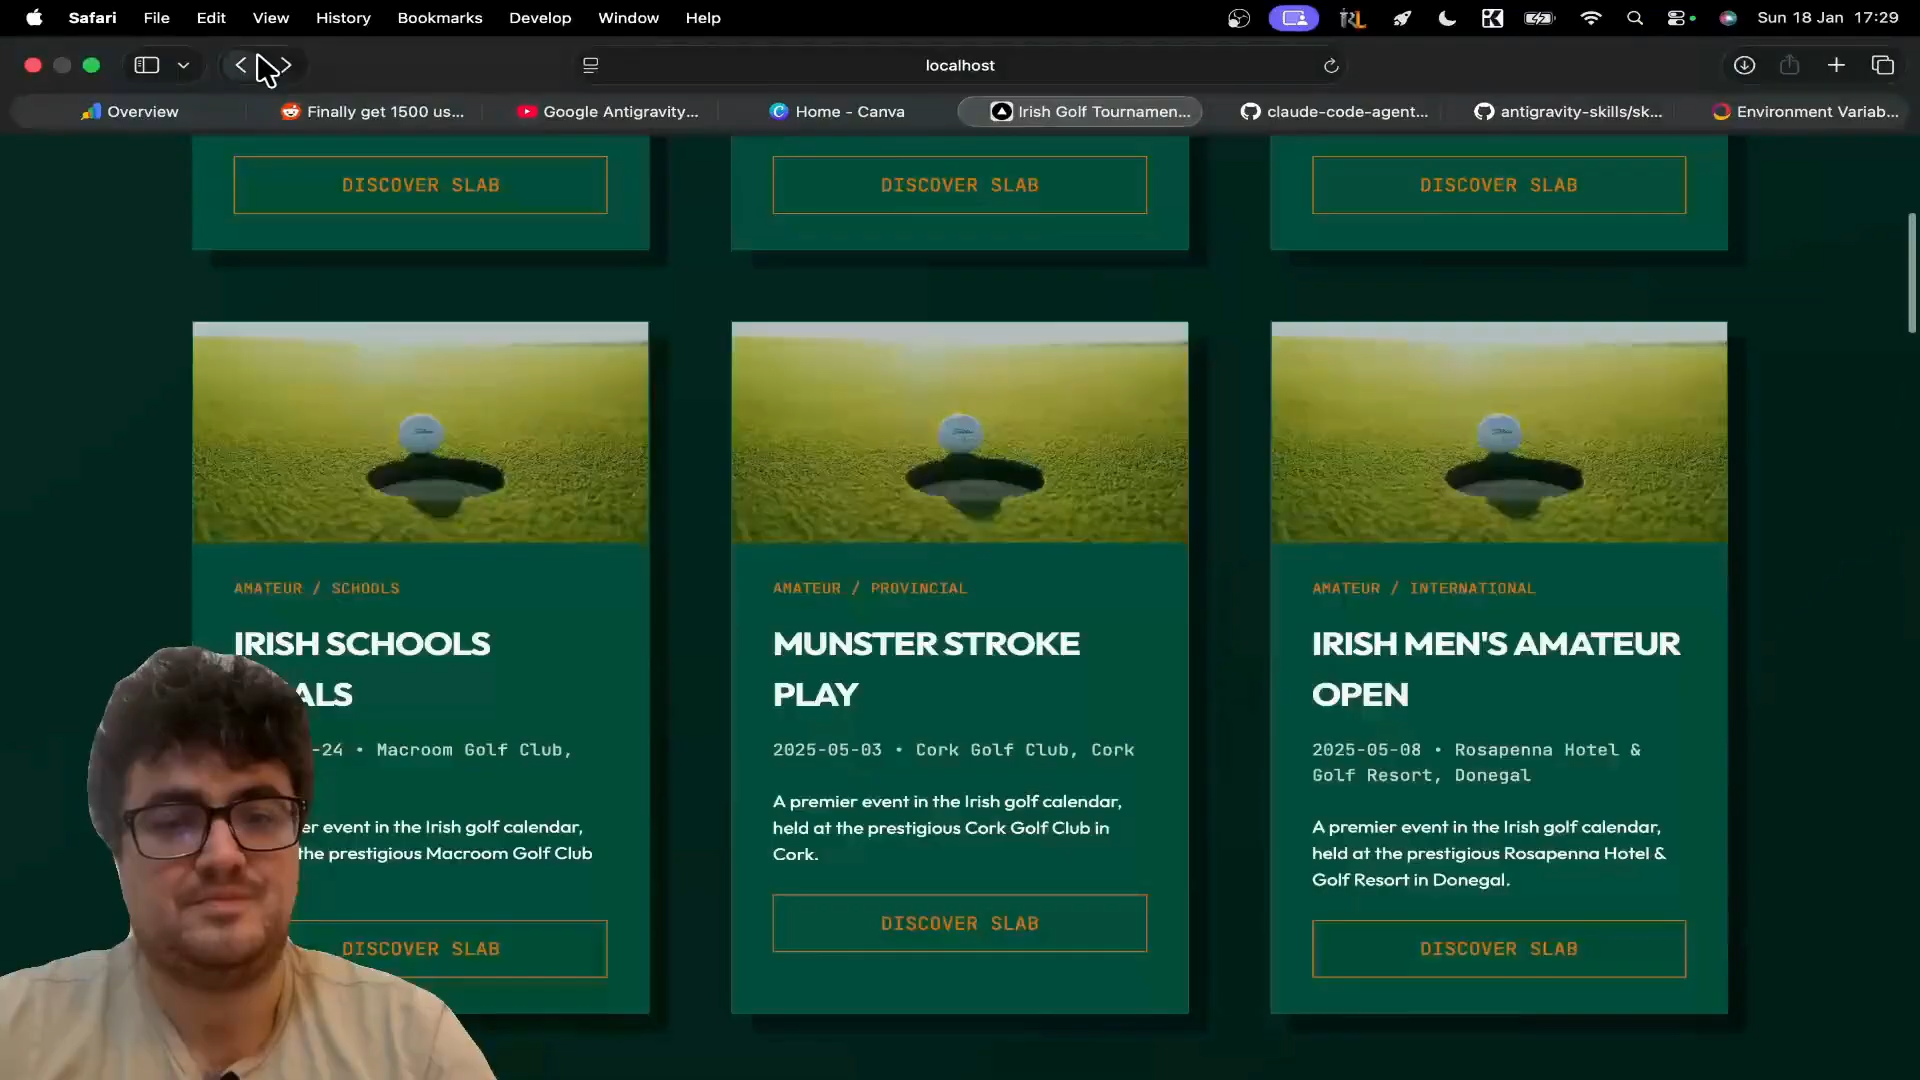 Safari File Edit View History Bookmarks Develop Window Help Sun 18 Jan 17:29
localhost
Overview Finally get 1500 us... Google Antigravity... Home - Canva Irish Golf Tournamen... claude-code-agent... antigravity-skills/sk... Environment Variab...
DISCOVER SLAB DISCOVER SLAB DISCOVER SLAB
AMATEUR / SCHOOLS
IRISH SCHOOLS
ALS
-24 • Macroom Golf Club,
er event in the Irish golf calendar,
the prestigious Macroom Golf Club
DISCOVER SLAB
AMATEUR / PROVINCIAL
MUNSTER STROKE
PLAY
2025-05-03 • Cork Golf Club, Cork
A premier event in the Irish golf calendar,
held at the prestigious Cork Golf Club in
Cork.
DISCOVER SLAB
AMATEUR / INTERNATIONAL
IRISH MEN'S AMATEUR
OPEN
2025-05-08 • Rosapenna Hotel &
Golf Resort, Donegal
A premier event in the Irish golf calendar,
held at the prestigious Rosapenna Hotel &
Golf Resort in Donegal.
DISCOVER SLAB